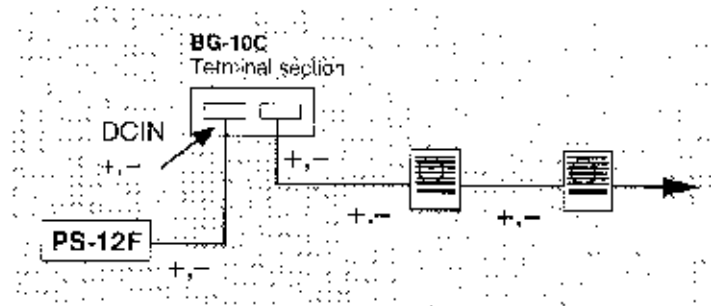 BG-10C
Terminal section
DCIN
+,-
+,-
+,-
+,-
PS-12F
+,-